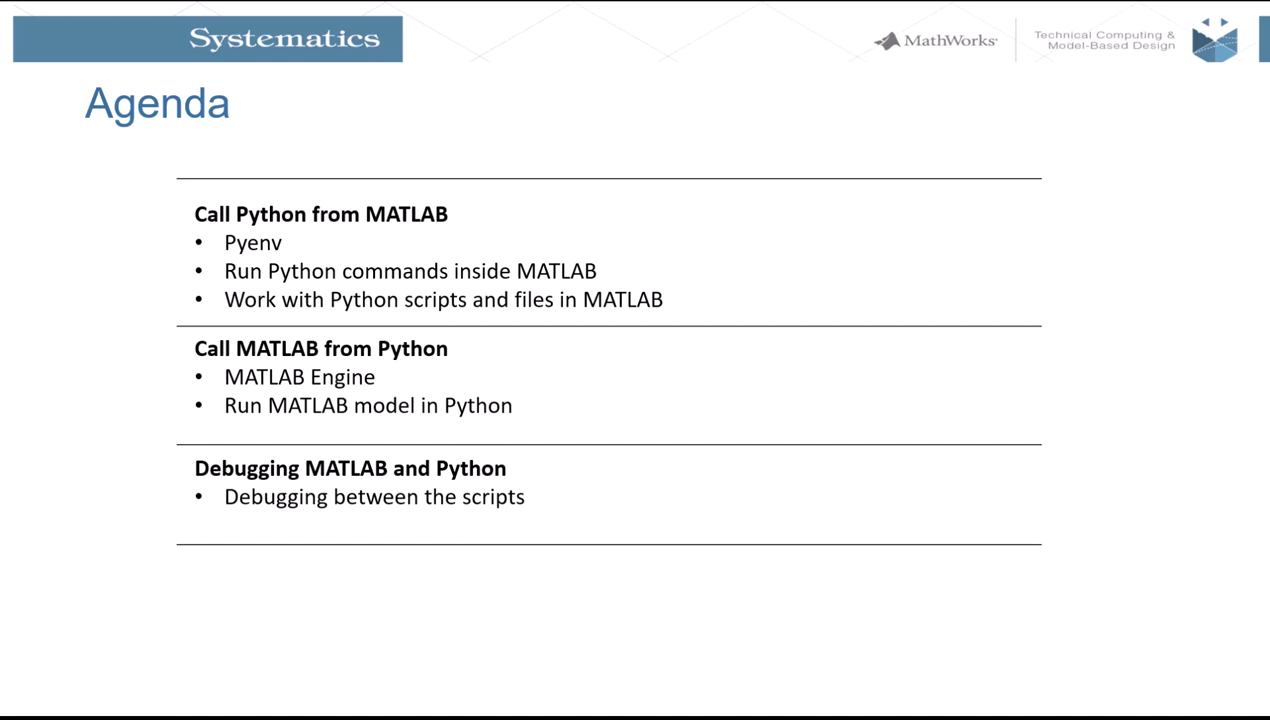 Systematics
MathWorks
Technical Computing &
Model-Based Design
Agenda
Call Python from MATLAB
• Pyenv
• Run Python commands inside MATLAB
• Work with Python scripts and files in MATLAB
Call MATLAB from Python
• MATLAB Engine
• Run MATLAB model in Python
Debugging MATLAB and Python
• Debugging between the scripts